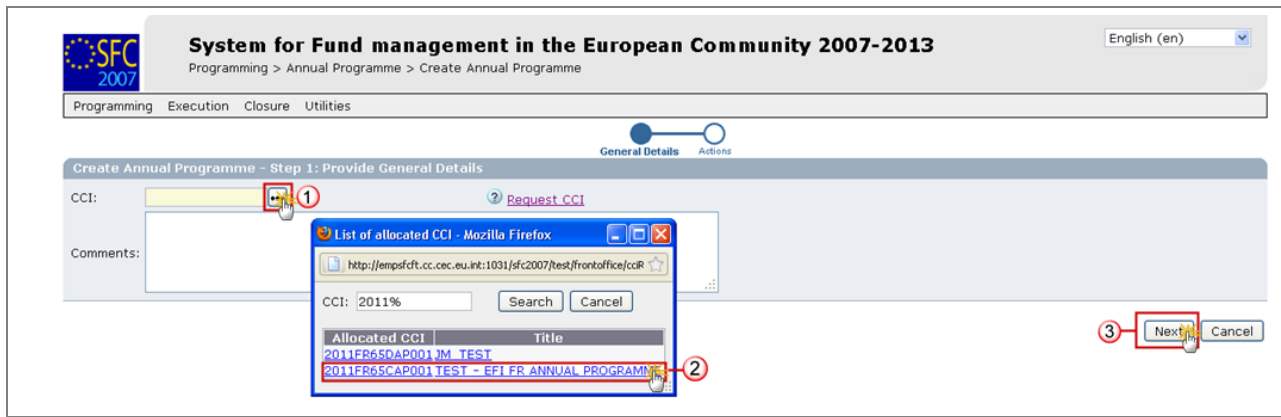 SFC
2007
System for Fund management in the European Community 2007-2013
Programming > Annual Programme > Create Annual Programme
English (en)
Programming Execution Closure Utilities
General Details Actions
Create Annual Programme - Step 1: Provide General Details
CCI: 1 ? Request CCI
Comments:
List of allocated CCI - Mozilla Firefox
http://empsfcft.cc.cec.eu.int:1031/sfc2007/test/frontoffice/cciR
CCI: 2011% Search Cancel
Allocated CCI Title
2011FR65DAP001 JM TEST
2011FR65CAP001 TEST - EFI FR ANNUAL PROGRAMME
2
3 Next Cancel